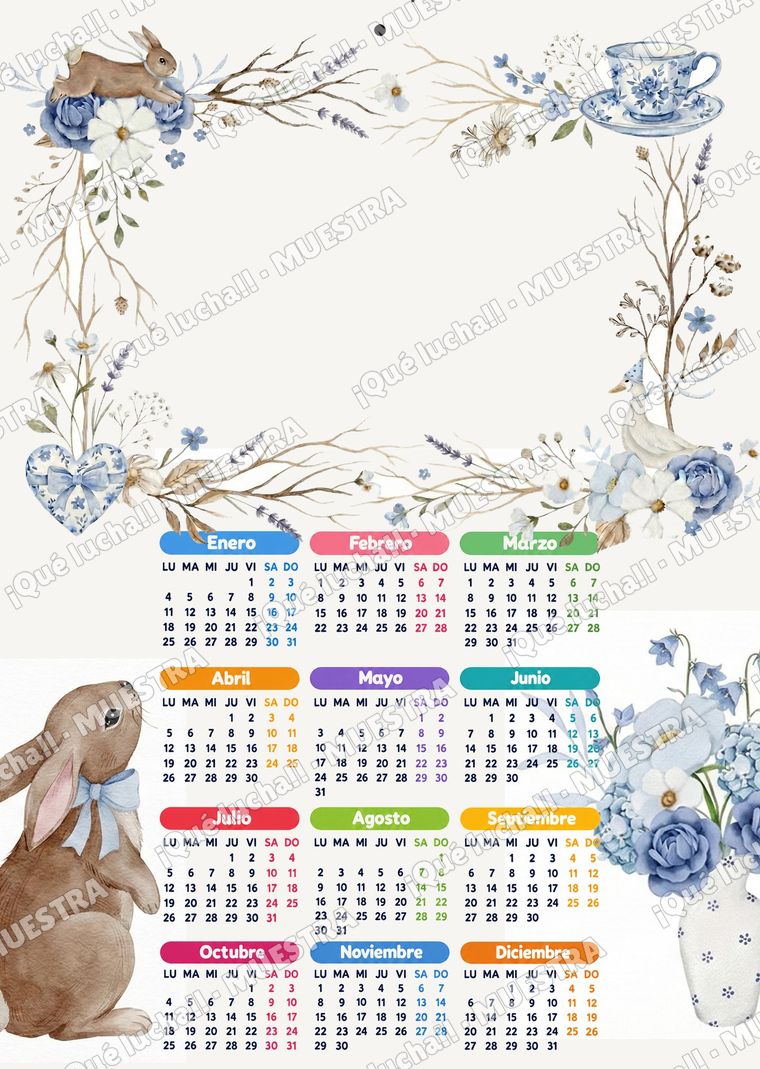 ¡Qué lucha!! · MUESTRA
Enero
LU MA MI JU VI SA DO
1 2 3
4 5 6 7 8 9 10
11 12 13 14 15 16 17
18 19 20 21 22 23 24
25 26 27 28 29 30 31
Febrero
LU MA MI JU VI SA DO
1 2 3 4 5 6 7
8 9 10 11 12 13 14
15 16 17 18 19 20 21
22 23 24 25 26 27 28
Marzo
LU MA MI JU VI SA DO
1 2 3 4 5 6 7
8 9 10 11 12 13 14
15 16 17 18 19 20 21
22 23 24 25 26 27 28
29 30 31
Abril
LU MA MI JU VI SA DO
1 2 3 4
5 6 7 8 9 10 11
12 13 14 15 16 17 18
19 20 21 22 23 24 25
26 27 28 29 30
Mayo
LU MA MI JU VI SA DO
1 2
3 4 5 6 7 8 9
10 11 12 13 14 15 16
17 18 19 20 21 22 23
24 25 26 27 28 29 30
31
Junio
LU MA MI JU VI SA DO
1 2 3 4 5 6
7 8 9 10 11 12 13
14 15 16 17 18 19 20
21 22 23 24 25 26 27
28 29 30
Julio
LU MA MI JU VI SA DO
1 2 3 4
5 6 7 8 9 10 11
12 13 14 15 16 17 18
19 20 21 22 23 24 25
26 27 28 29 30 31
Agosto
LU MA MI JU VI SA DO
1
2 3 4 5 6 7 8
9 10 11 12 13 14 15
16 17 18 19 20 21 22
23 24 25 26 27 28 29
30 31
Septiembre
LU MA MI JU VI SA DO
1 2 3 4 5
6 7 8 9 10 11 12
13 14 15 16 17 18 19
20 21 22 23 24 25 26
27 28 29 30
Octubre
LU MA MI JU VI SA DO
1 2 3
4 5 6 7 8 9 10
11 12 13 14 15 16 17
18 19 20 21 22 23 24
25 26 27 28 29 30 31
Noviembre
LU MA MI JU VI SA DO
1 2 3 4 5 6 7
8 9 10 11 12 13 14
15 16 17 18 19 20 21
22 23 24 25 26 27 28
29 30
Diciembre
LU MA MI JU VI SA DO
1 2 3 4 5
6 7 8 9 10 11 12
13 14 15 16 17 18 19
20 21 22 23 24 25 26
27 28 29 30 31